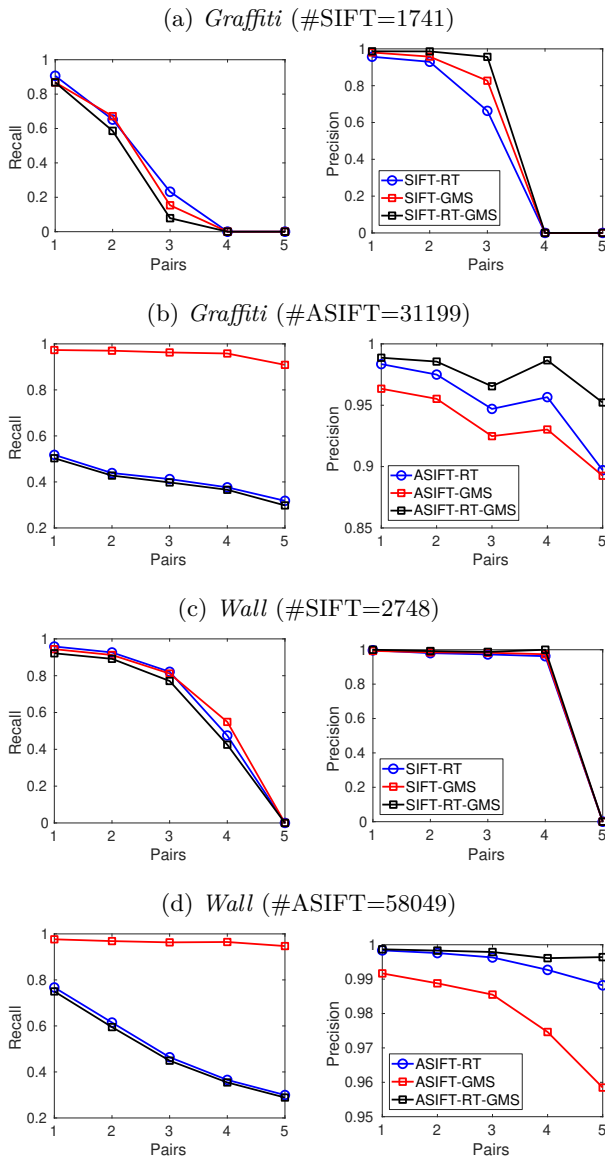 (a) Graffiti (#SIFT=1741)
Recall
1
0.8
0.6
0.4
0.2
0
1 2 3 4 5
Pairs
Precision
1
0.8
0.6
0.4
0.2
0
SIFT-RT
SIFT-GMS
SIFT-RT-GMS
1 2 3 4 5
Pairs
(b) Graffiti (#ASIFT=31199)
Recall
1
0.8
0.6
0.4
0.2
1 2 3 4 5
Pairs
Precision
1
0.95
0.9
0.85
ASIFT-RT
ASIFT-GMS
ASIFT-RT-GMS
1 2 3 4 5
Pairs
(c) Wall (#SIFT=2748)
Recall
1
0.8
0.6
0.4
0.2
0
1 2 3 4 5
Pairs
Precision
1
0.8
0.6
0.4
0.2
0
SIFT-RT
SIFT-GMS
SIFT-RT-GMS
1 2 3 4 5
Pairs
(d) Wall (#ASIFT=58049)
Recall
1
0.8
0.6
0.4
0.2
1 2 3 4 5
Pairs
Precision
1
0.99
0.98
0.97
0.96
0.95
ASIFT-RT
ASIFT-GMS
ASIFT-RT-GMS
1 2 3 4 5
Pairs